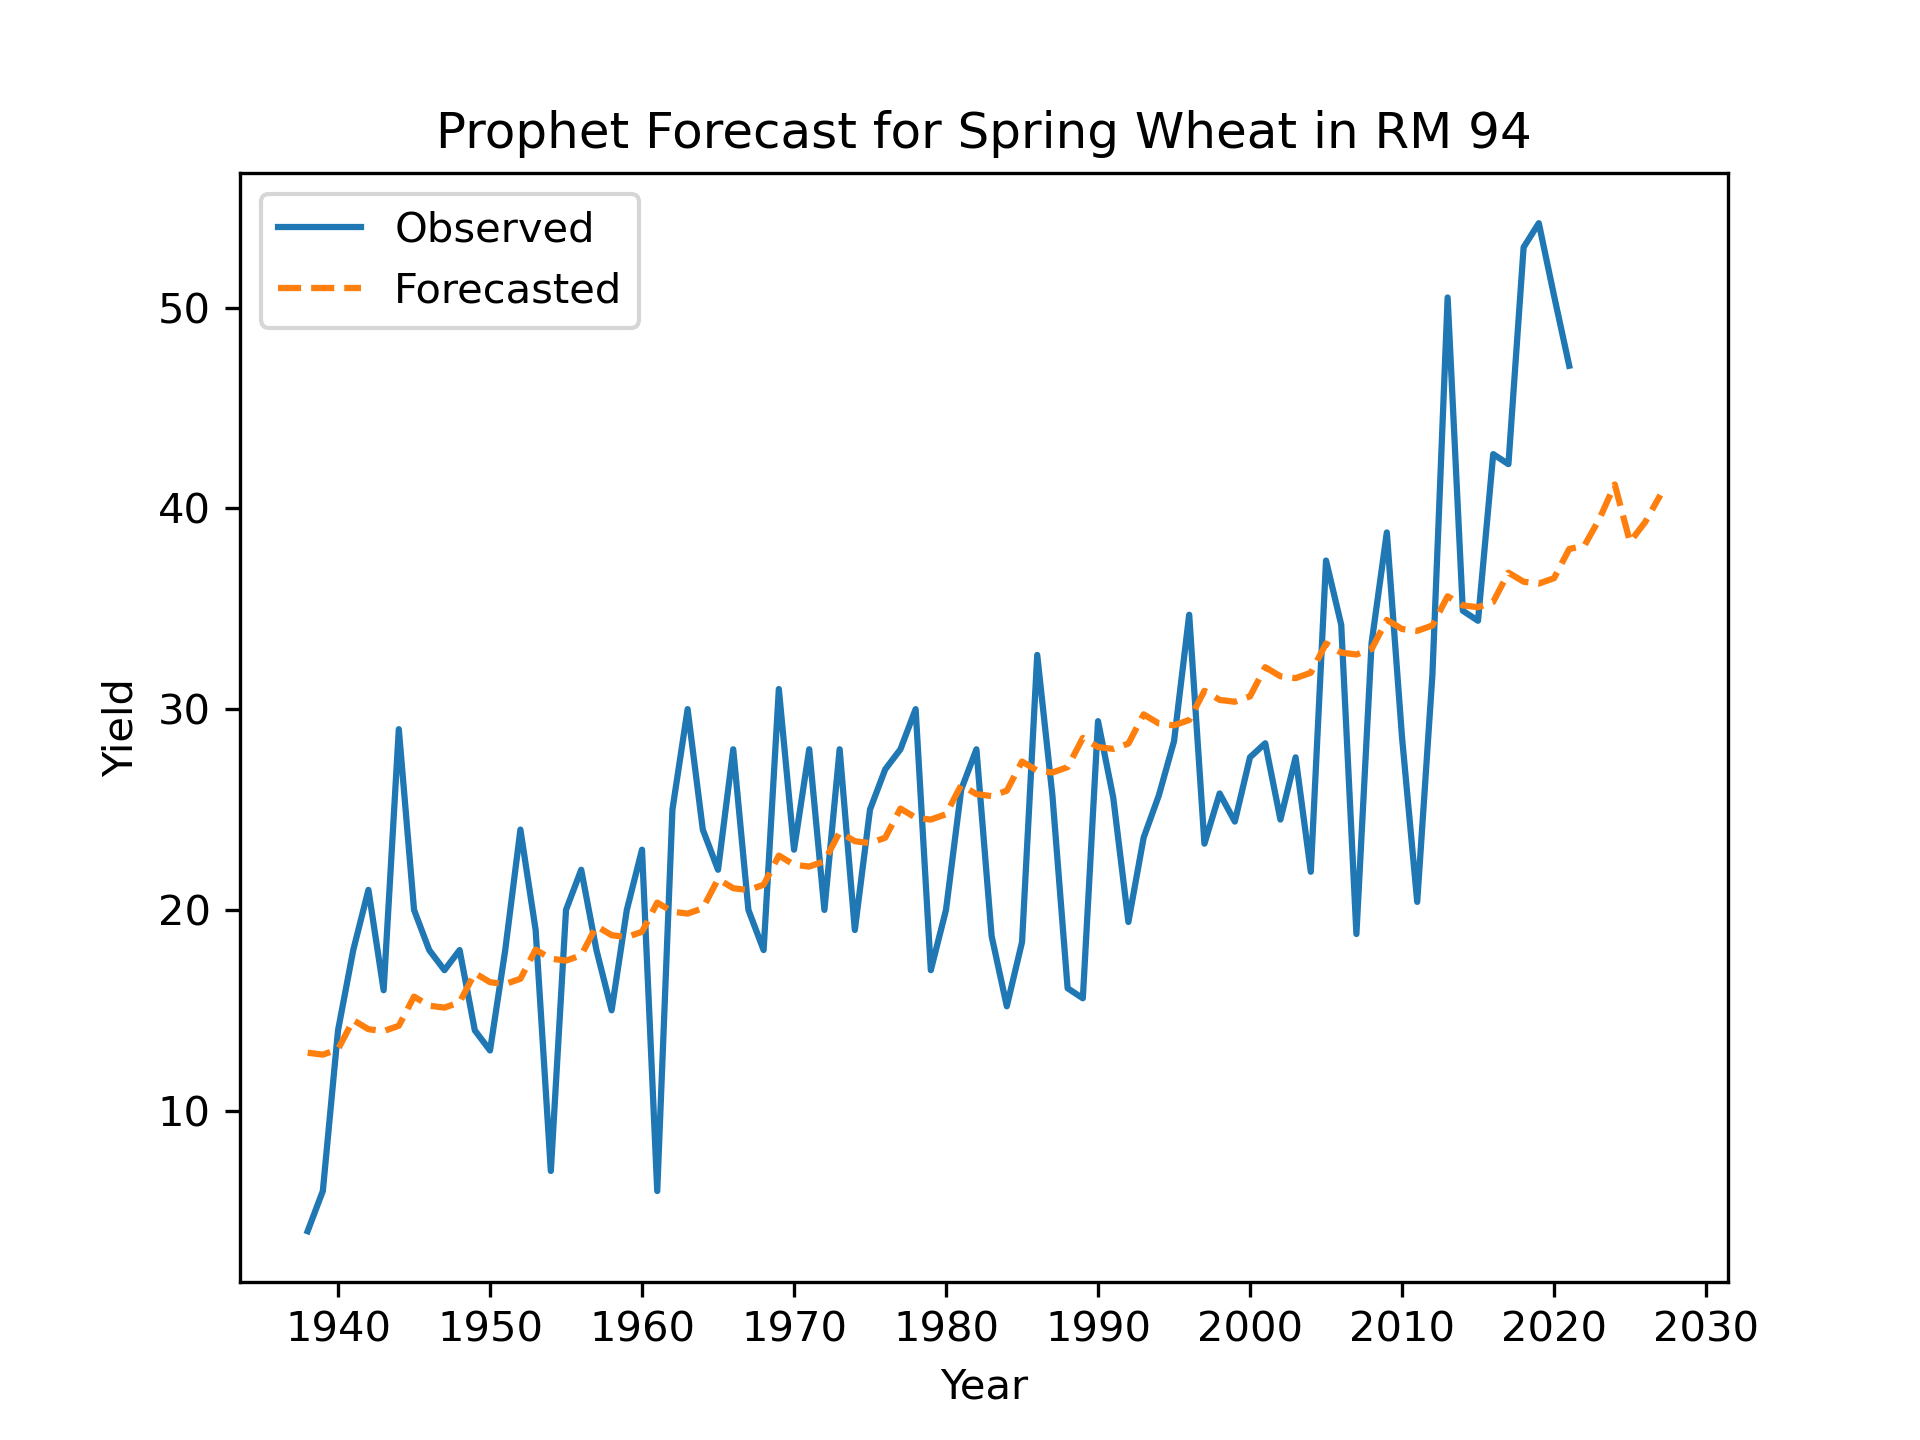 Prophet Forecast for Spring Wheat in RM 94
Observed
Forecasted
50
40
30
20
10
Yield
1940 1950 1960 1970 1980 1990 2000 2010 2020 2030
Year